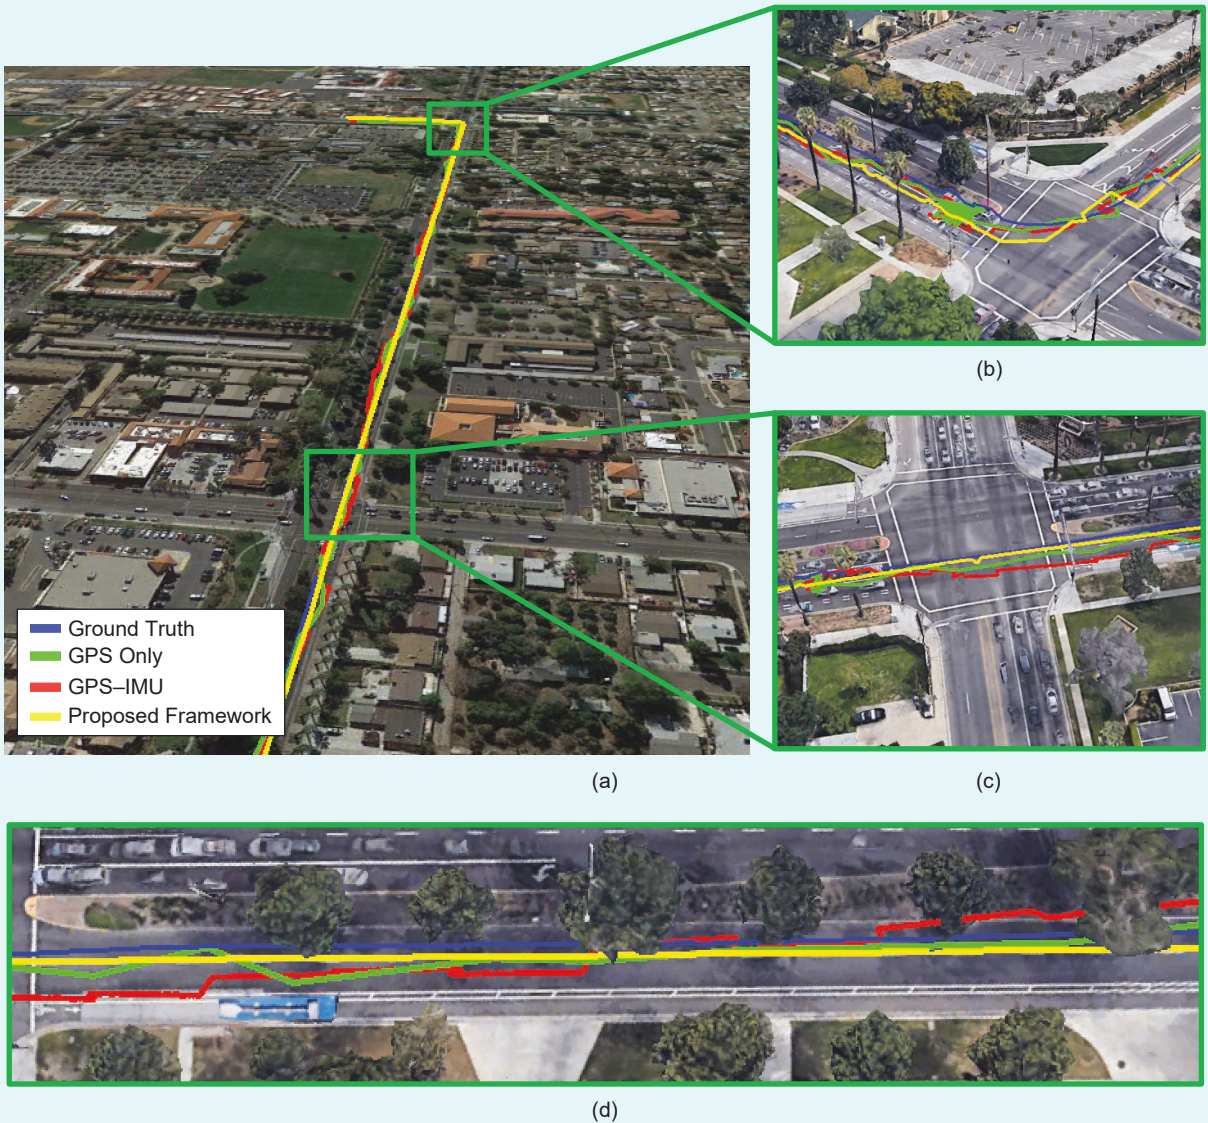 (b)
Ground Truth
GPS Only
GPS–IMU
Proposed Framework
(a)
(c)
(d)